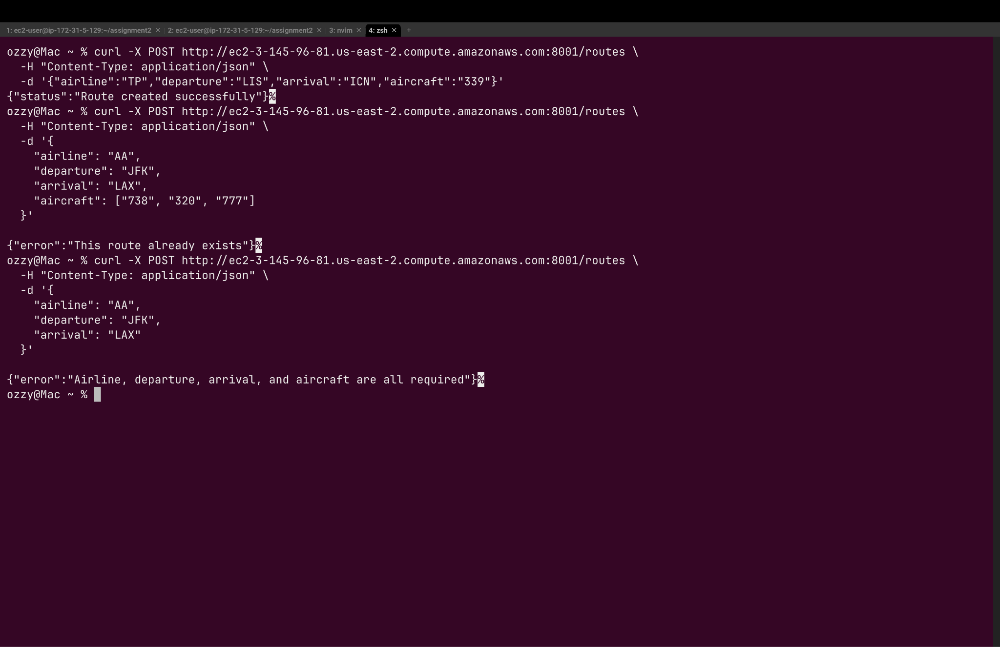 1: ec2-user@ip-172-31-5-129:~/assignment2 × 2: ec2-user@ip-172-31-5-129:~/assignment2 × 3: nvim × 4: zsh × +
ozzy@Mac ~ % curl -X POST http://ec2-3-145-96-81.us-east-2.compute.amazonaws.com:8001/routes \
  -H "Content-Type: application/json" \
  -d '{"airline":"TP","departure":"LIS","arrival":"ICN","aircraft":"339"}'
{"status":"Route created successfully"}%
ozzy@Mac ~ % curl -X POST http://ec2-3-145-96-81.us-east-2.compute.amazonaws.com:8001/routes \
  -H "Content-Type: application/json" \
  -d '{
    "airline": "AA",
    "departure": "JFK",
    "arrival": "LAX",
    "aircraft": ["738", "320", "777"]
  }'
{"error":"This route already exists"}%
ozzy@Mac ~ % curl -X POST http://ec2-3-145-96-81.us-east-2.compute.amazonaws.com:8001/routes \
  -H "Content-Type: application/json" \
  -d '{
    "airline": "AA",
    "departure": "JFK",
    "arrival": "LAX"
  }'
{"error":"Airline, departure, arrival, and aircraft are all required"}%
ozzy@Mac ~ %